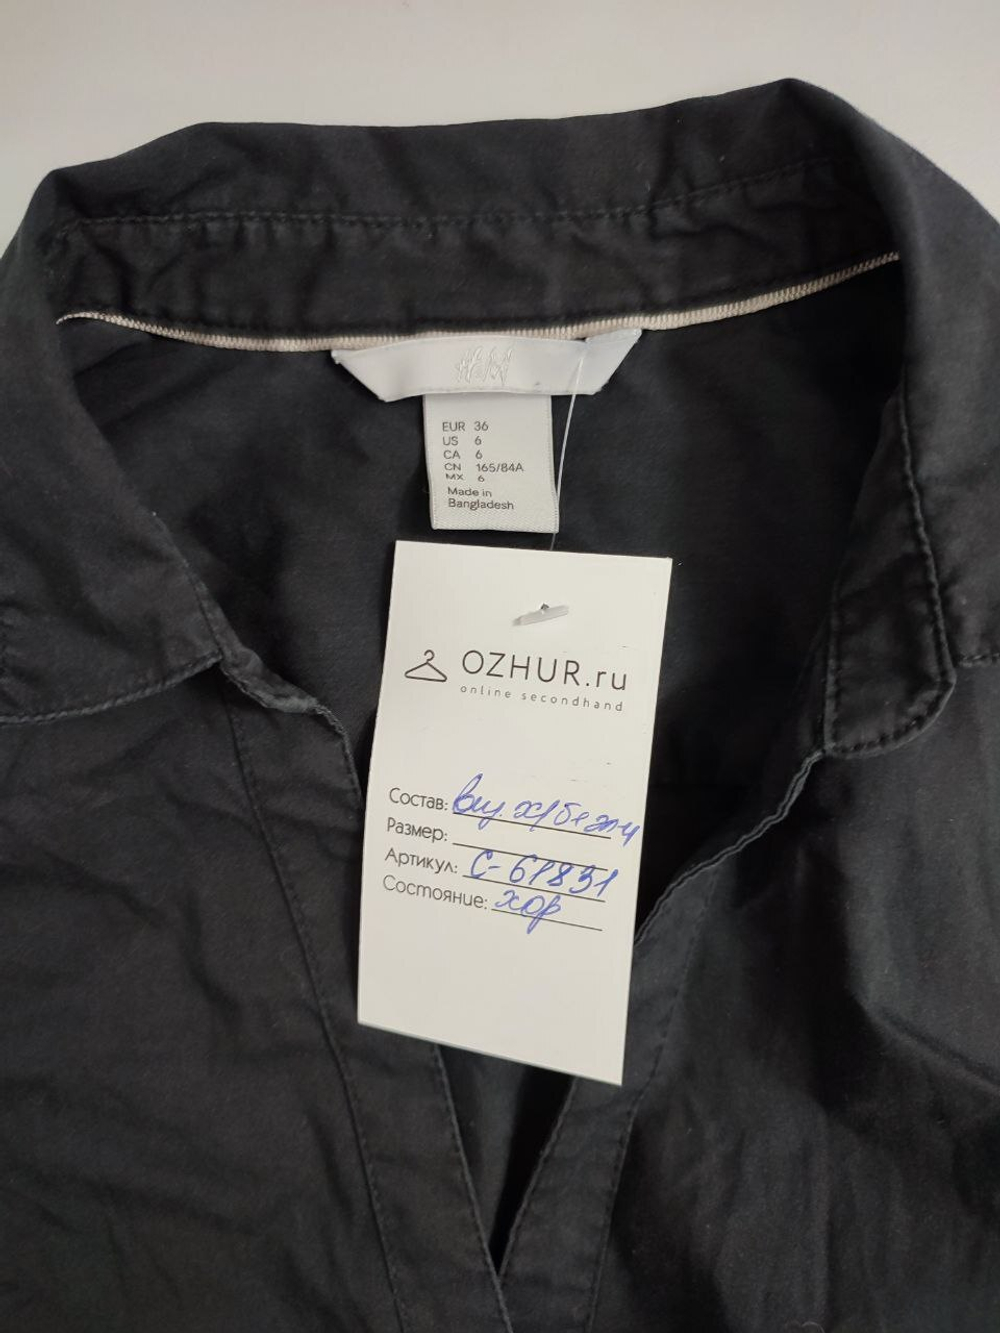 H&M
EUR 36
US 6
CA 6
CN 165/84A
MX 6
Made in
Bangladesh
OZHUR.ru
online secondhand
Состав: х/б
Размер:
Артикул: С-61831
Состояние: хор